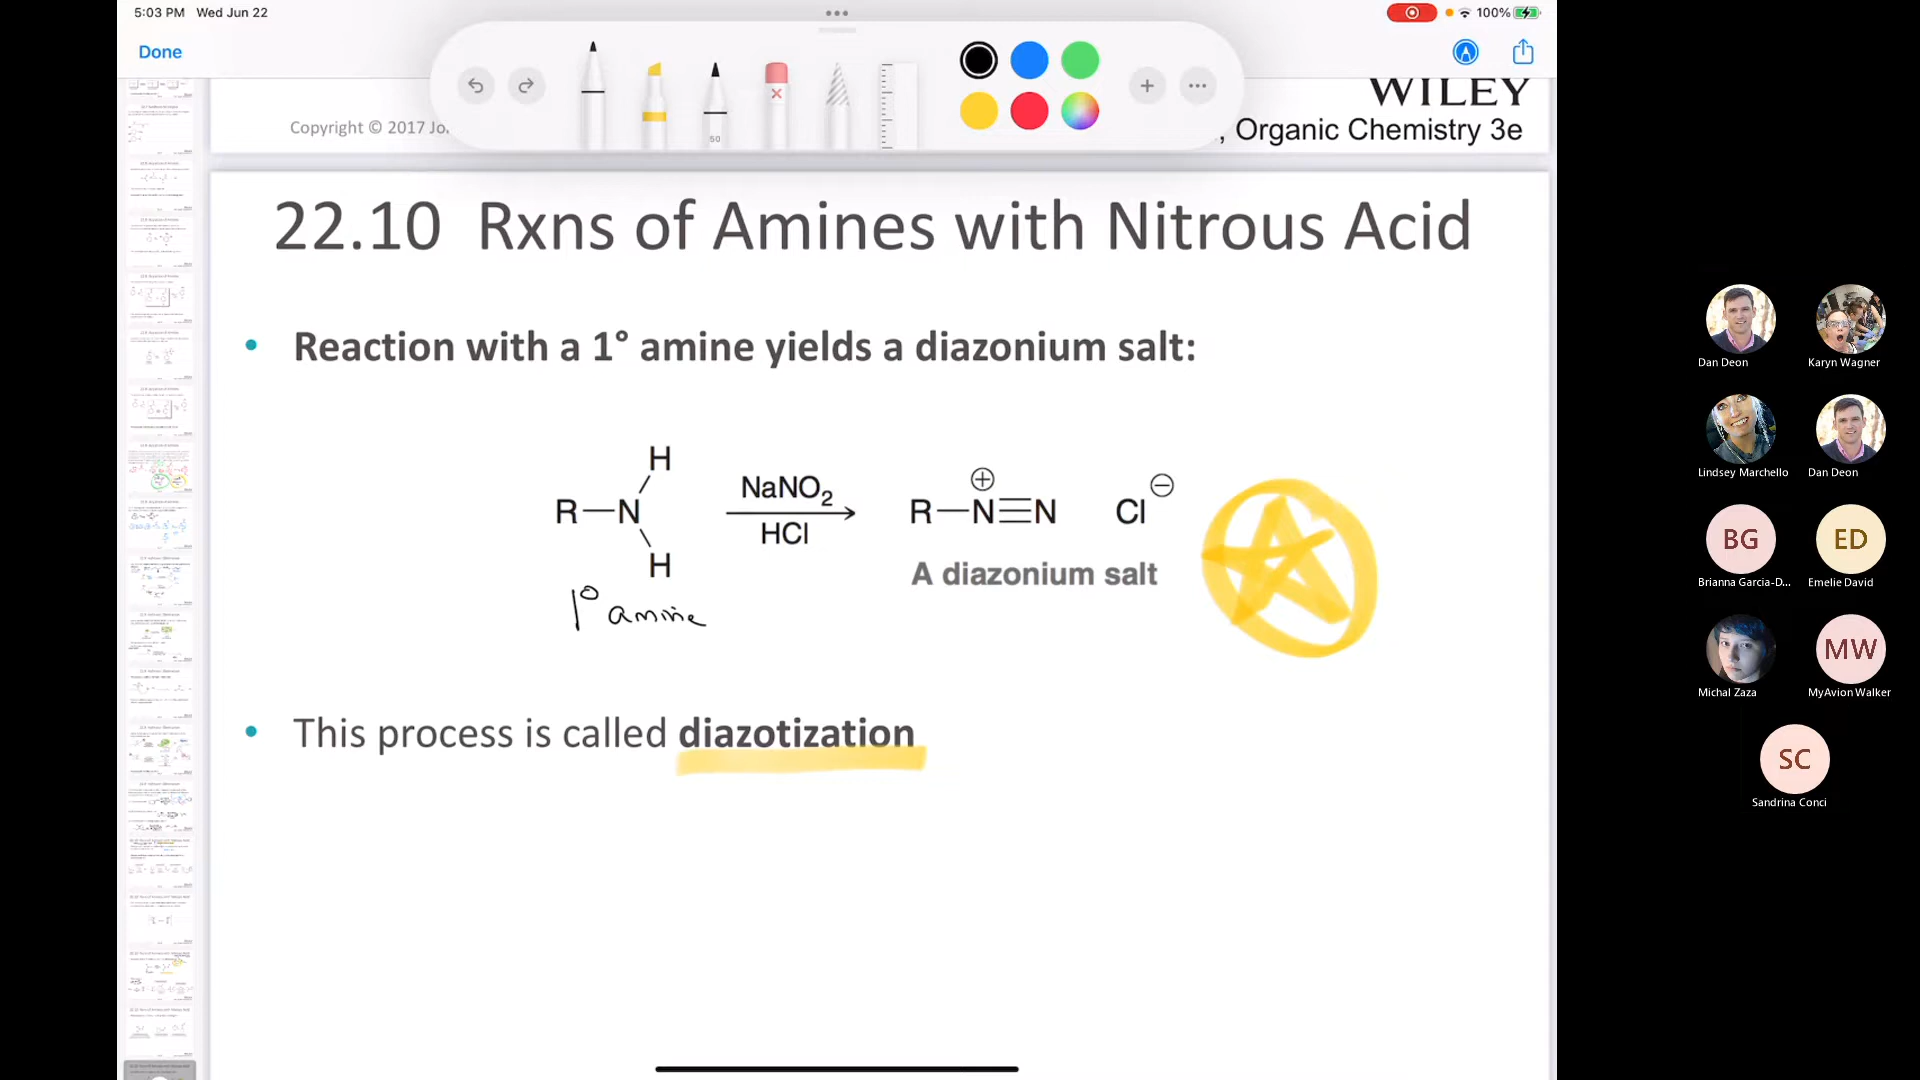 5:03 PM Wed Jun 22
100%
Done
50
WILEY
Copyright © 2017 Jo
, Organic Chemistry 3e
22.10 Rxns of Amines with Nitrous Acid
• Reaction with a 1° amine yields a diazonium salt:
H
R—N
H
NaNO₂
HCl
R—N≡N Cl
⊕ ⊖
A diazonium salt
1° amine
• This process is called diazotization
Dan Deon
Karyn Wagner
Lindsey Marchello
Dan Deon
BG
Brianna Garcia-D...
ED
Emelie David
Michal Zaza
MW
MyAvion Walker
SC
Sandrina Conci